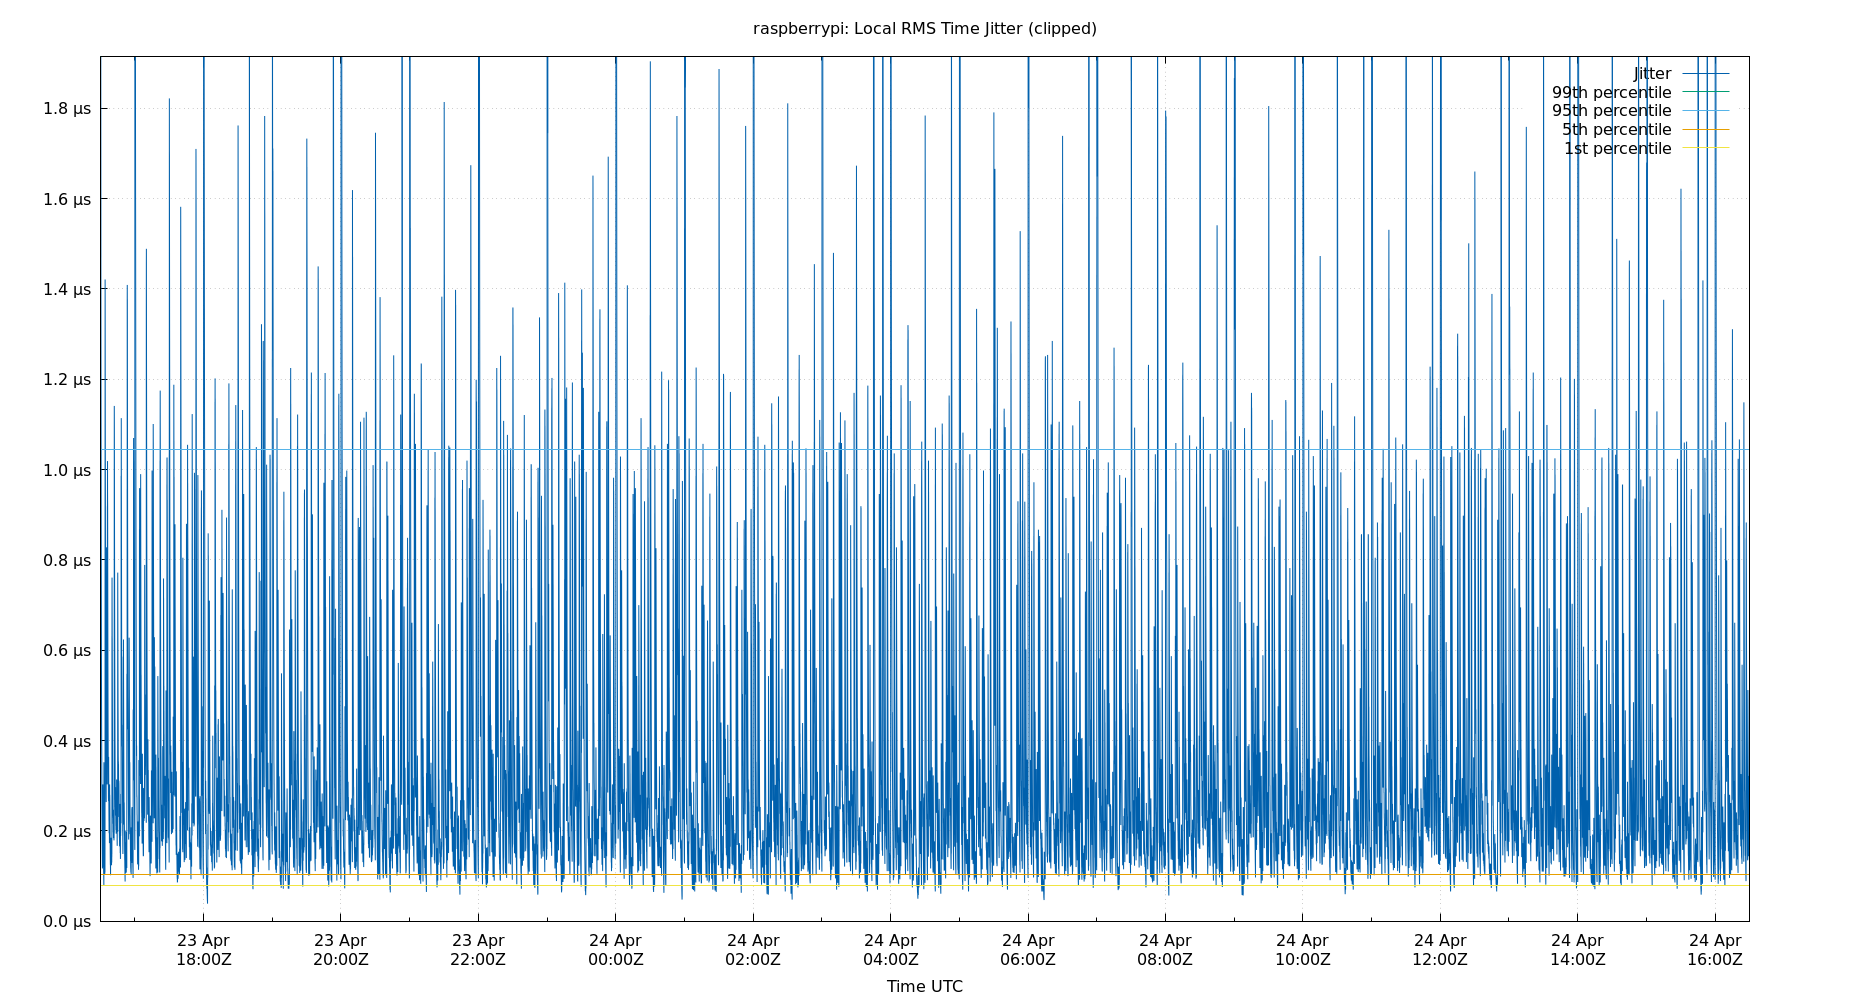 raspberrypi: Local RMS Time Jitter (clipped)
Jitter
99th percentile
95th percentile
5th percentile
1st percentile
1.8 µs
1.6 µs
1.4 µs
1.2 µs
1.0 µs
0.8 µs
0.6 µs
0.4 µs
0.2 µs
0.0 µs
23 Apr 23 Apr 23 Apr 24 Apr 24 Apr 24 Apr 24 Apr 24 Apr 24 Apr 24 Apr 24 Apr 24 Apr
18:00Z 20:00Z 22:00Z 00:00Z 02:00Z 04:00Z 06:00Z 08:00Z 10:00Z 12:00Z 14:00Z 16:00Z
Time UTC